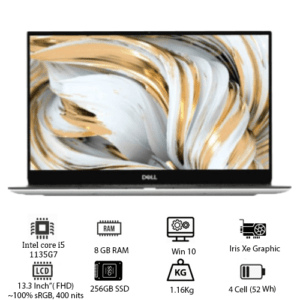 DELL
Intel core i5
1135G7
RAM
8 GB RAM
Win 10
Iris Xe Graphic
LCD
13.3 Inch"( FHD)
~100% sRGB, 400 nits
SSD
256GB SSD
KG
1.16Kg
4 Cell (52 Wh)